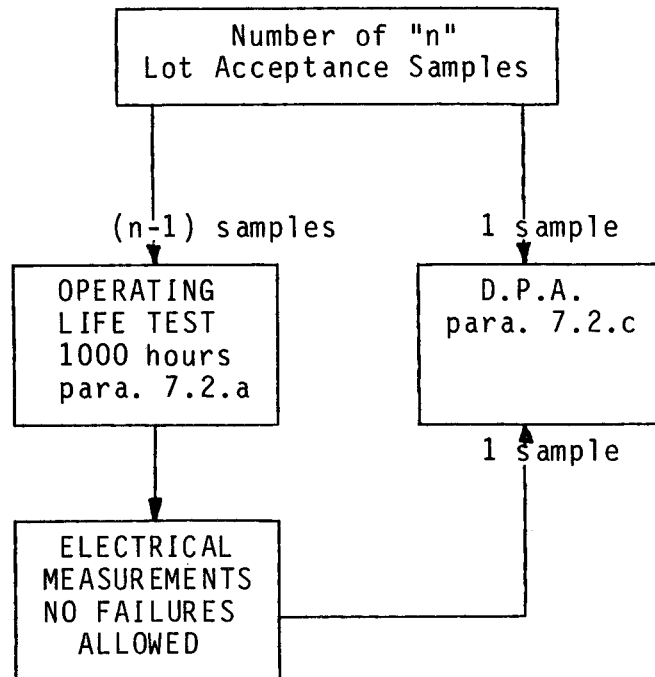 Number of "n"
Lot Acceptance Samples
(n-1) samples
1 sample
OPERATING
LIFE TEST
1000 hours
para. 7.2.a
D.P.A.
para. 7.2.c
1 sample
ELECTRICAL
MEASUREMENTS
NO FAILURES
ALLOWED